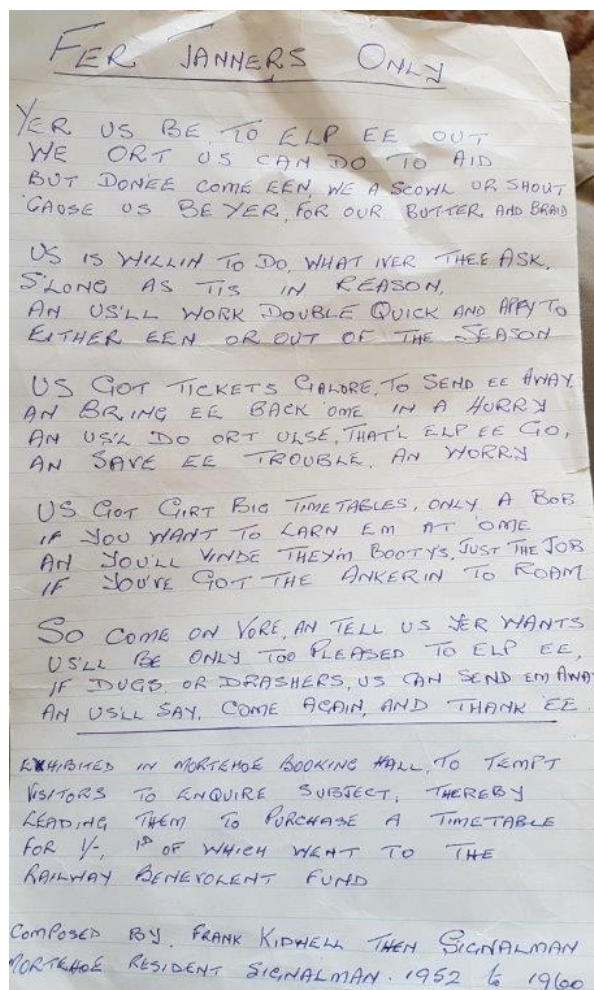 FER JANNERS ONLY
YER US BE TO ELP EE OUT
WE ORT US CAN DO TO AID
BUT DONEE COME EEN, WE A SCOWL OR SHOUT
'CAUSE US BE YER, FOR OUR BUTTER AND BRAID
US IS WILLIN TO DO, WHAT IVER THEE ASK,
S'LONG AS TIS IN REASON,
AN US'LL WORK DOUBLE QUICK AND APPY TO
EITHER EEN OR OUT OF THE SEASON
US GOT TICKETS GALORE, TO SEND EE AWAY
AN BRING EE BACK 'OME IN A HURRY
AN US'L DO ORT ULSE, THAT'L ELP EE GO,
AN SAVE EE TROUBLE, AN WORRY
US GOT GIRT BIG TIMETABLES, ONLY A BOB
IF YOU WANT TO LARN EM AT 'OME
AN YOU'LL VINDE THEY'M BOOTY'S, JUST THE JOB
IF YOU'VE GOT THE ANKERIN TO ROAM
SO COME ON VORE, AN TELL US YER WANTS
US'LL BE ONLY TOO PLEASED TO ELP EE,
IF DUGS, OR DRASHERS, US CAN SEND EM AWA
AN US'LL SAY, COME AGAIN, AND THANK 'EE.
EXHIBITED IN MORTEHOE BOOKING HALL, TO TEMPT
VISITORS TO ENQUIRE SUBJECT, THEREBY
LEADING THEM TO PURCHASE A TIMETABLE
FOR 1/-, 1D OF WHICH WENT TO THE
RAILWAY BENEVOLENT FUND
COMPOSED BY. FRANK KIDWELL THEN SIGNALMAN
MORTEHOE RESIDENT SIGNALMAN. 1952 to 1960